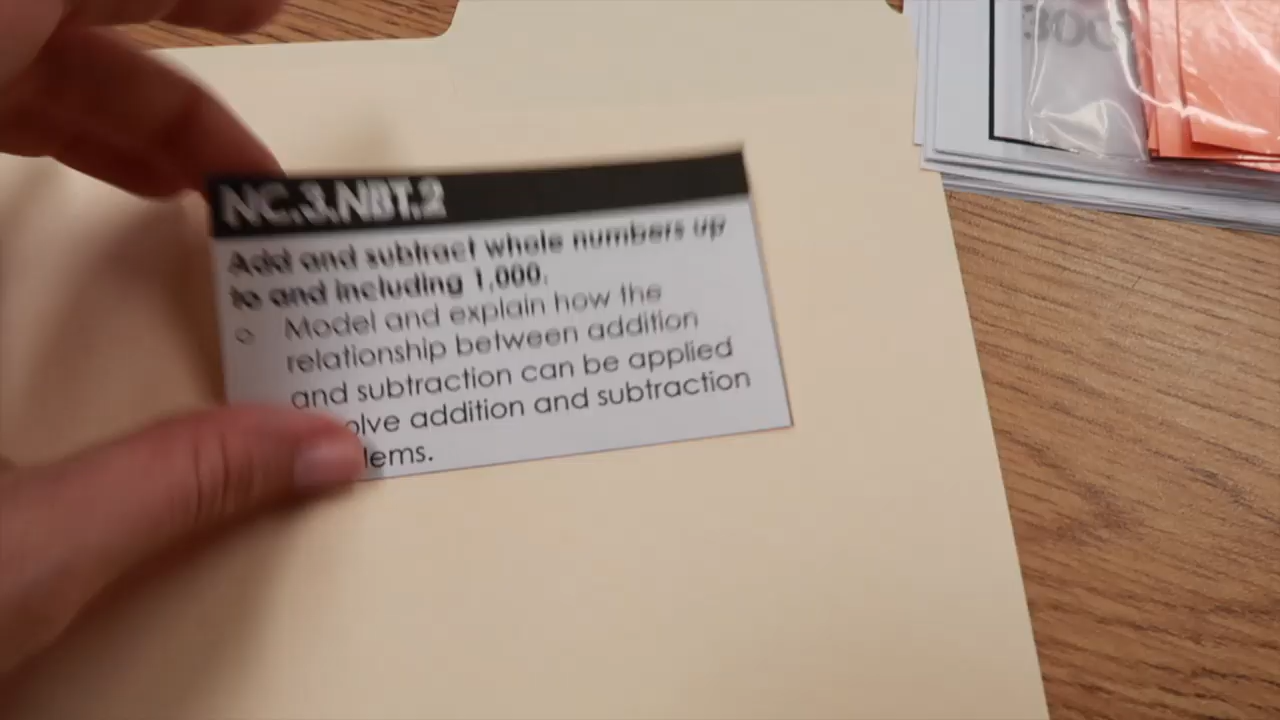 NC.3.NBT.2
Add and subtract whole numbers up
to and including 1,000.
Model and explain how the
relationship between addition
and subtraction can be applied
olve addition and subtraction
lems.